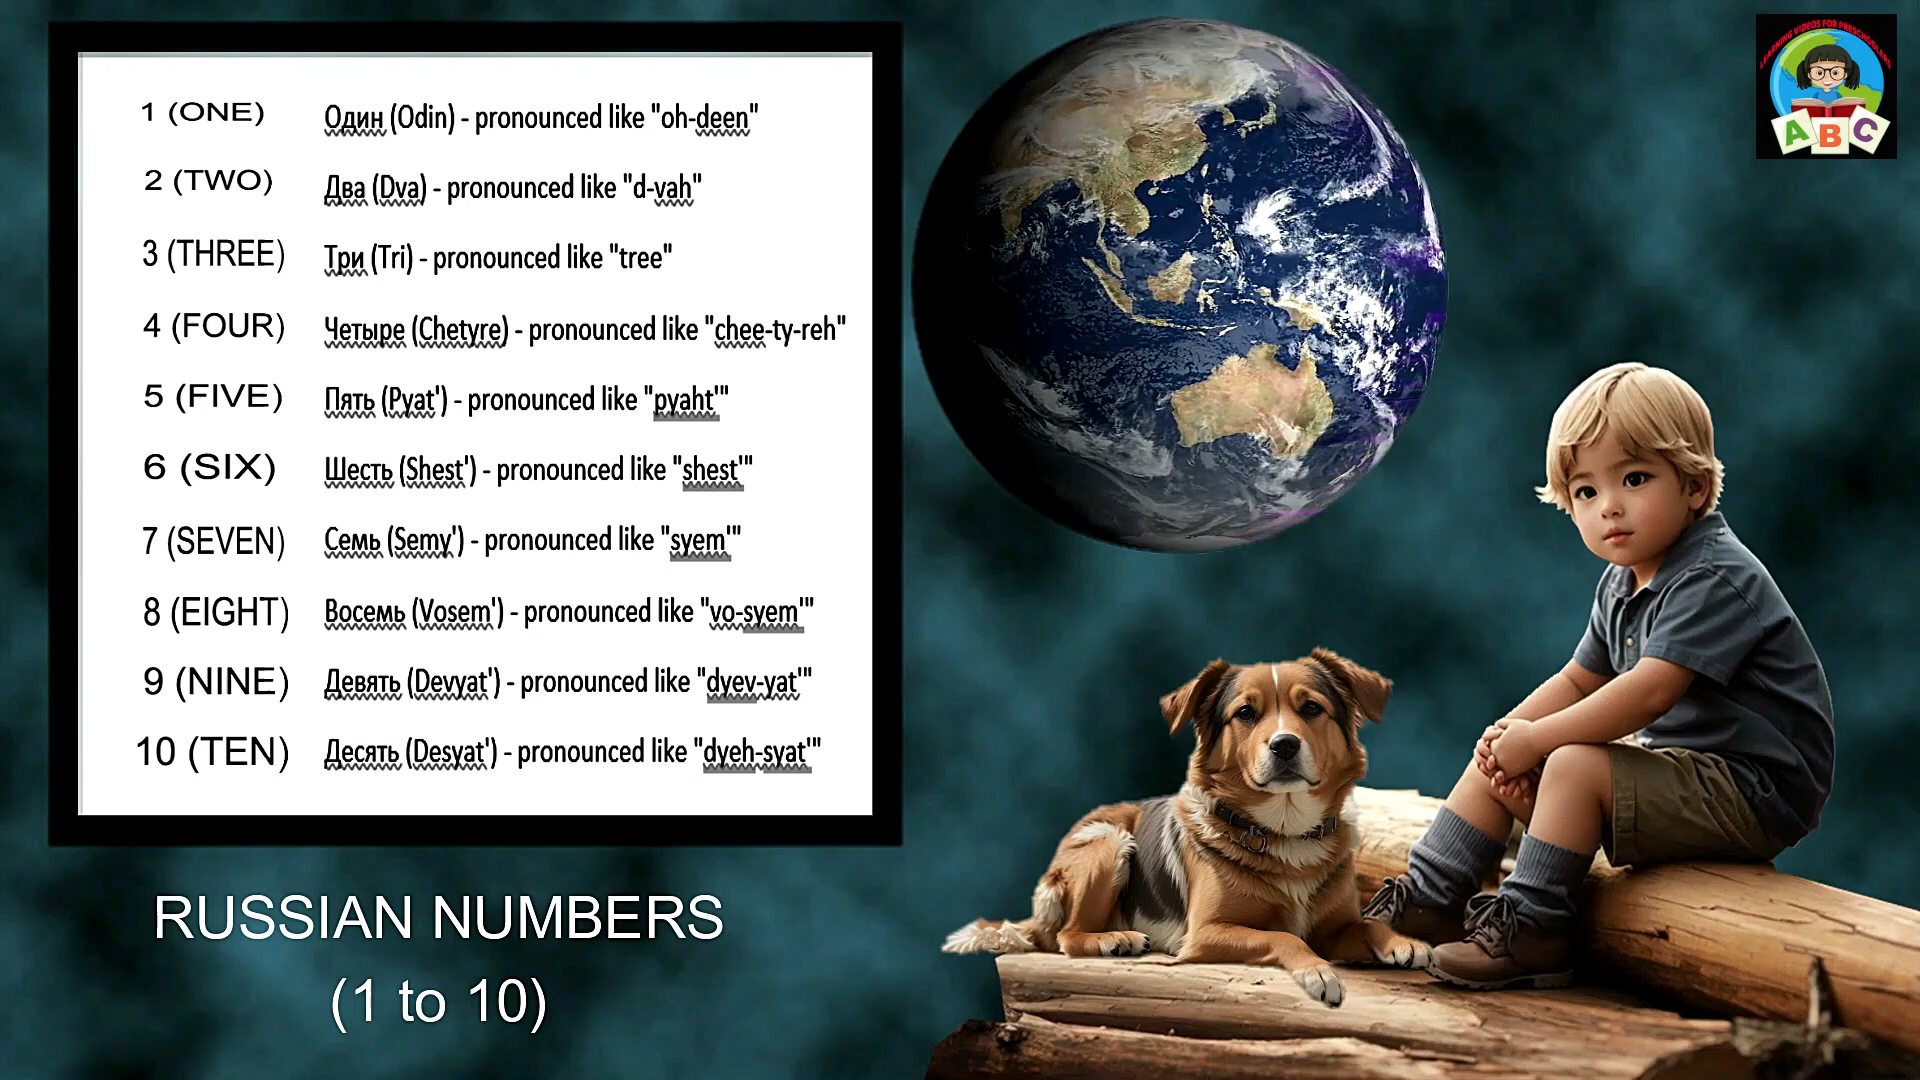 1 (ONE) Один (Odin) - pronounced like "oh-deen"
2 (TWO) Два (Dva) - pronounced like "d-vah"
3 (THREE) Три (Tri) - pronounced like "tree"
4 (FOUR) Четыре (Chetyre) - pronounced like "chee-ty-reh"
5 (FIVE) Пять (Pyat') - pronounced like "pyaht'"
6 (SIX) Шесть (Shest') - pronounced like "shest'"
7 (SEVEN) Семь (Semy') - pronounced like "syem'"
8 (EIGHT) Восемь (Vosem') - pronounced like "vo-syem'"
9 (NINE) Девять (Devyat') - pronounced like "dyev-yat'"
10 (TEN) Десять (Desyat') - pronounced like "dyeh-syat'"
RUSSIAN NUMBERS
(1 to 10)
LEARNING VIDEOS FOR PRESCHOOLERS
A B C